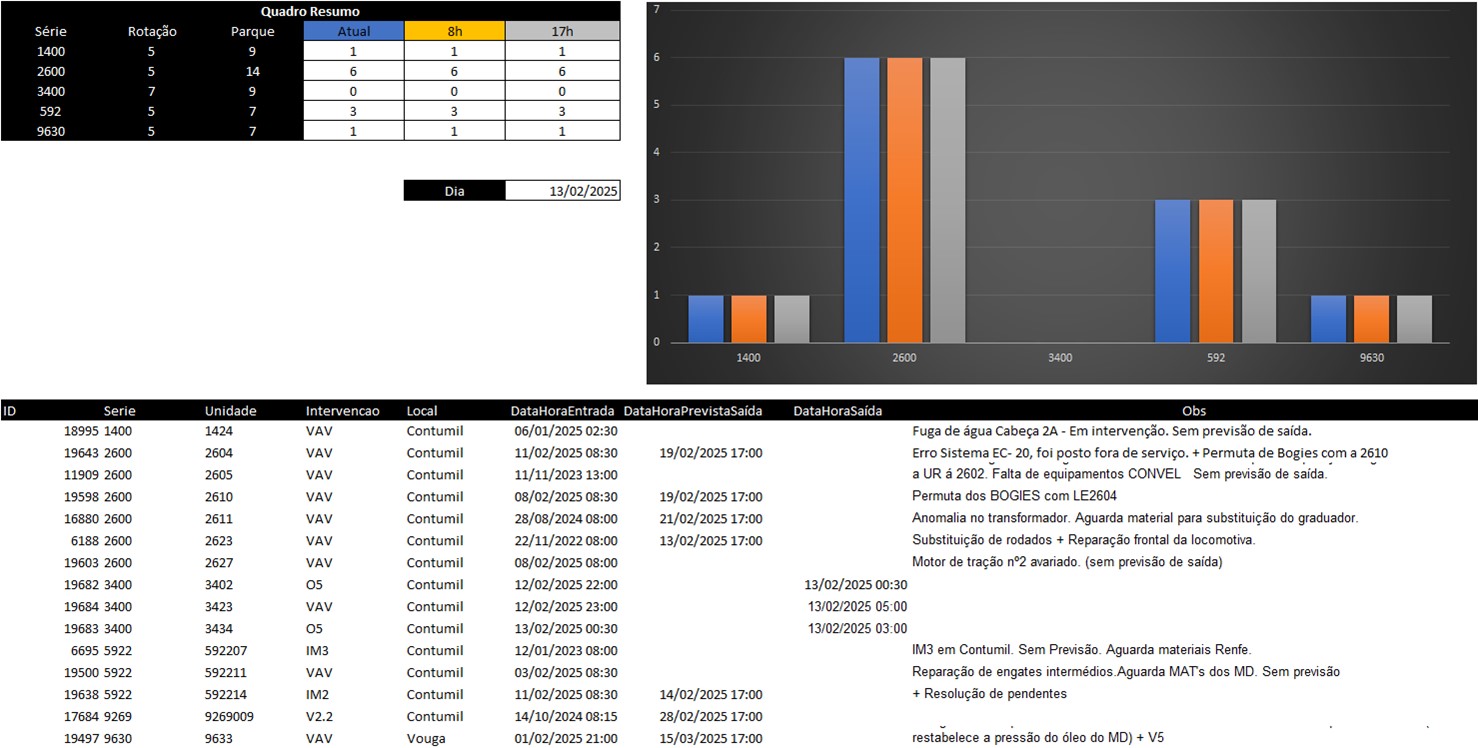 Quadro Resumo
Série Rotação Parque Atual 8h 17h
1400 5 9 1 1 1
2600 5 14 6 6 6
3400 7 9 0 0 0
592 5 7 3 3 3
9630 5 7 1 1 1
Dia 13/02/2025
7
6
5
4
3
2
1
0
1400 2600 3400 592 9630
ID Serie Unidade Intervencao Local DataHoraEntrada DataHoraPrevistaSaída DataHoraSaída Obs
18995 1400 1424 VAV Contumil 06/01/2025 02:30 Fuga de água Cabeça 2A - Em intervenção. Sem previsão de saída.
19643 2600 2604 VAV Contumil 11/02/2025 08:30 19/02/2025 17:00 Erro Sistema EC- 20, foi posto fora de serviço. + Permuta de Bogies com a 2610
11909 2600 2605 VAV Contumil 11/11/2023 13:00 a UR á 2602. Falta de equipamentos CONVEL Sem previsão de saída.
19598 2600 2610 VAV Contumil 08/02/2025 08:30 19/02/2025 17:00 Permuta dos BOGIES com LE2604
16880 2600 2611 VAV Contumil 28/08/2024 08:00 21/02/2025 17:00 Anomalia no transformador. Aguarda material para substituição do graduador.
6188 2600 2623 VAV Contumil 22/11/2022 08:00 13/02/2025 17:00 Substituição de rodados + Reparação frontal da locomotiva.
19603 2600 2627 VAV Contumil 08/02/2025 08:00 Motor de tração nº2 avariado. (sem previsão de saída)
19682 3400 3402 O5 Contumil 12/02/2025 22:00 13/02/2025 00:30
19684 3400 3423 VAV Contumil 12/02/2025 23:00 13/02/2025 05:00
19683 3400 3434 O5 Contumil 13/02/2025 00:30 13/02/2025 03:00
6695 5922 592207 IM3 Contumil 12/01/2023 08:00 IM3 em Contumil. Sem Previsão. Aguarda materiais Renfe.
19500 5922 592211 VAV Contumil 03/02/2025 08:30 Reparação de engates intermédios.Aguarda MAT's dos MD. Sem previsão
19638 5922 592214 IM2 Contumil 11/02/2025 08:30 14/02/2025 17:00 + Resolução de pendentes
17684 9269 9269009 V2.2 Contumil 14/10/2024 08:15 28/02/2025 17:00
19497 9630 9633 VAV Vouga 01/02/2025 21:00 15/03/2025 17:00 restabelece a pressão do óleo do MD) + V5